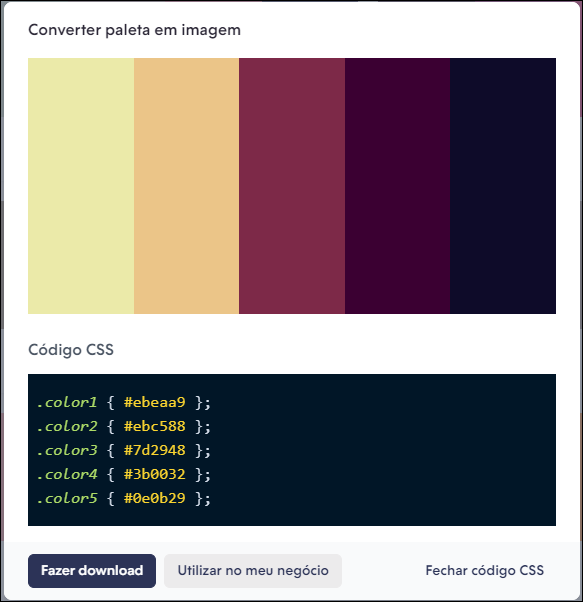 Converter paleta em imagem
Código CSS
.color1 { #ebeaa9 };
.color2 { #ebc588 };
.color3 { #7d2948 };
.color4 { #3b0032 };
.color5 { #0e0b29 };
Fazer download
Utilizar no meu negócio
Fechar código CSS